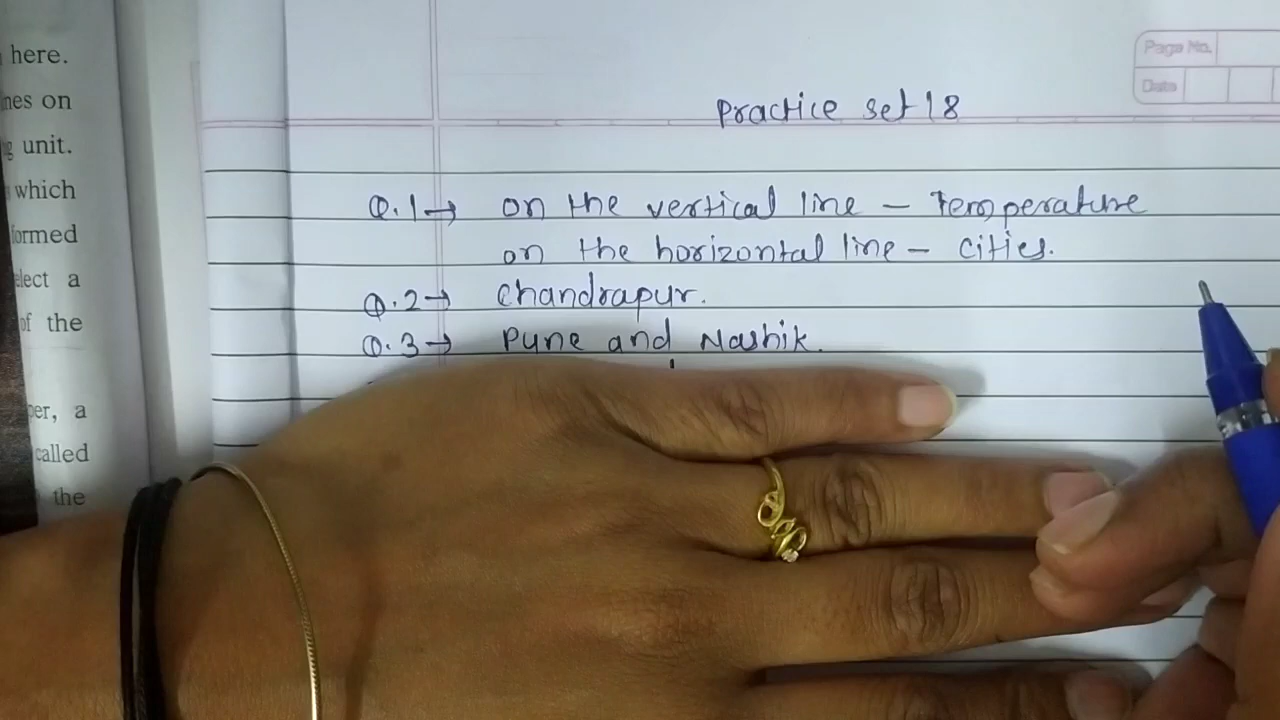 here.
nes on
g unit.
which
formed
elect a
of the
per, a
called
the
Page No.
Date
Practice set 18
Q.1→ on the vertical line - Temperature
on the horizontal line - cities.
Q.2→ Chandrapur.
Q.3→ Pune and Nashik.